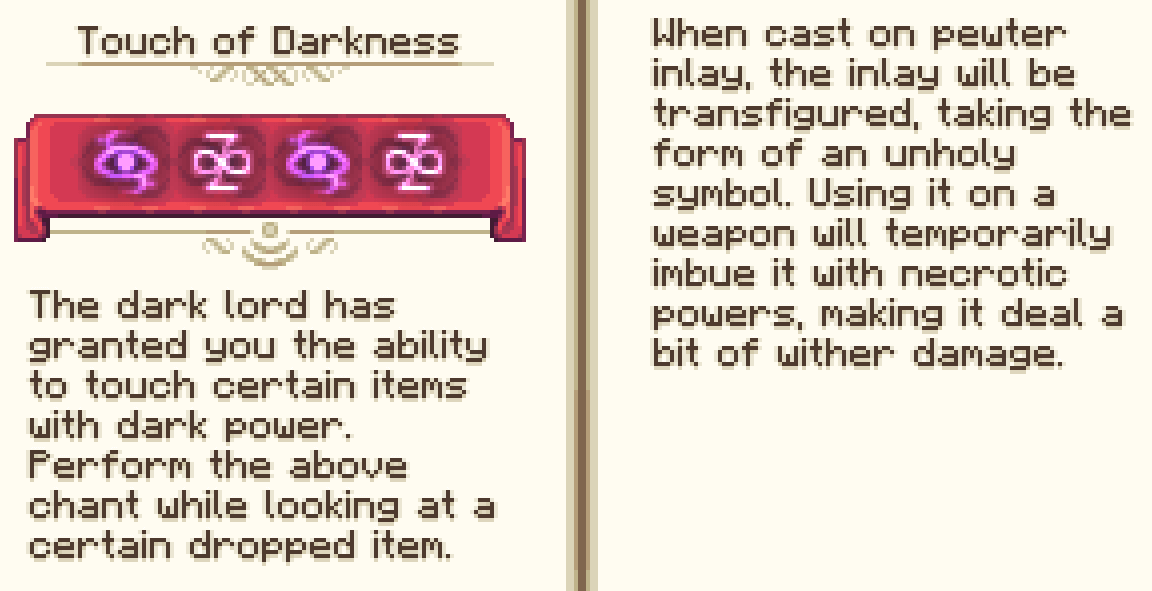 Touch of Darkness
The dark lord has
granted you the ability
to touch certain items
with dark power.
Perform the above
chant while looking at a
certain dropped item.
When cast on pewter
inlay, the inlay will be
transfigured, taking the
form of an unholy
symbol. Using it on a
weapon will temporarily
imbue it with necrotic
powers, making it deal a
bit of wither damage.